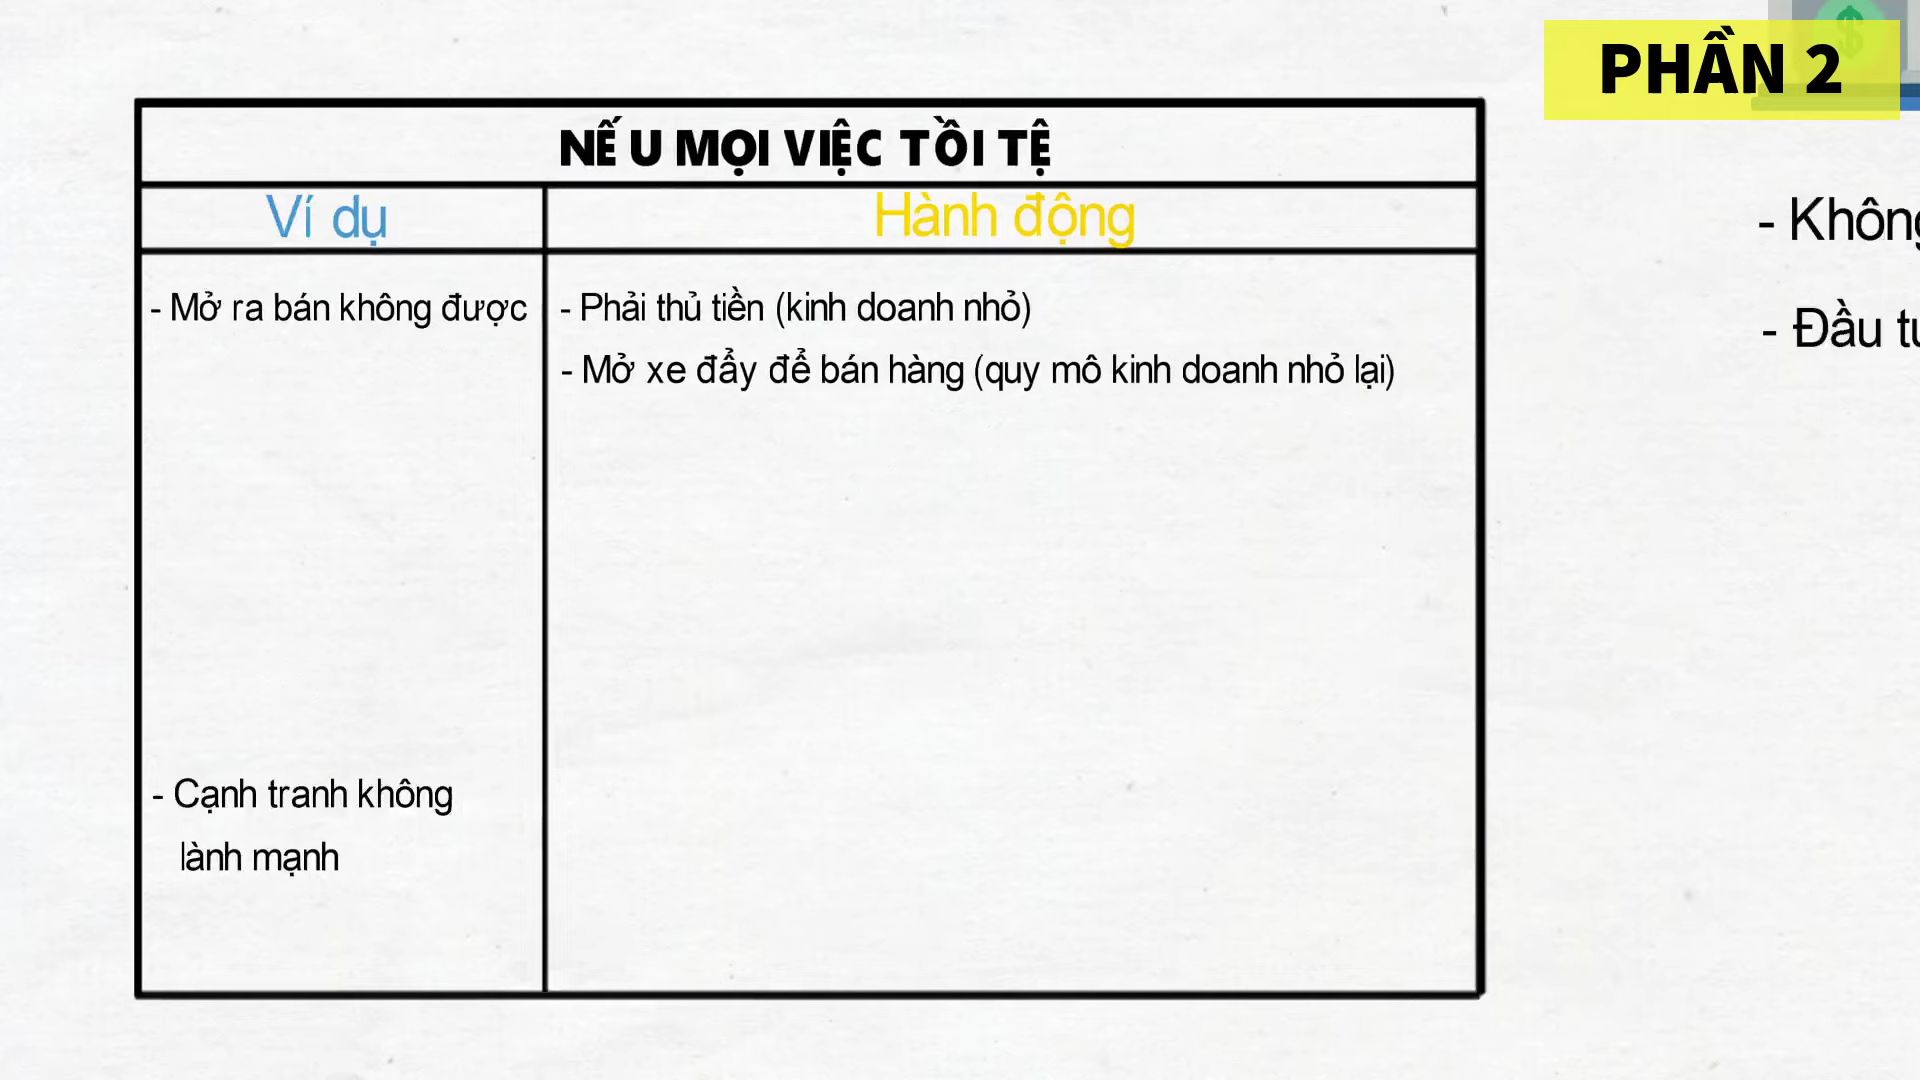 PHẦN 2
NẾU MỌI VIỆC TỒI TỆ
Ví dụ
Hành động
- Mở ra bán không được
- Phải thủ tiền (kinh doanh nhỏ)
- Mở xe đẩy để bán hàng (quy mô kinh doanh nhỏ lại)
- Cạnh tranh không
lành mạnh
- Không
- Đầu